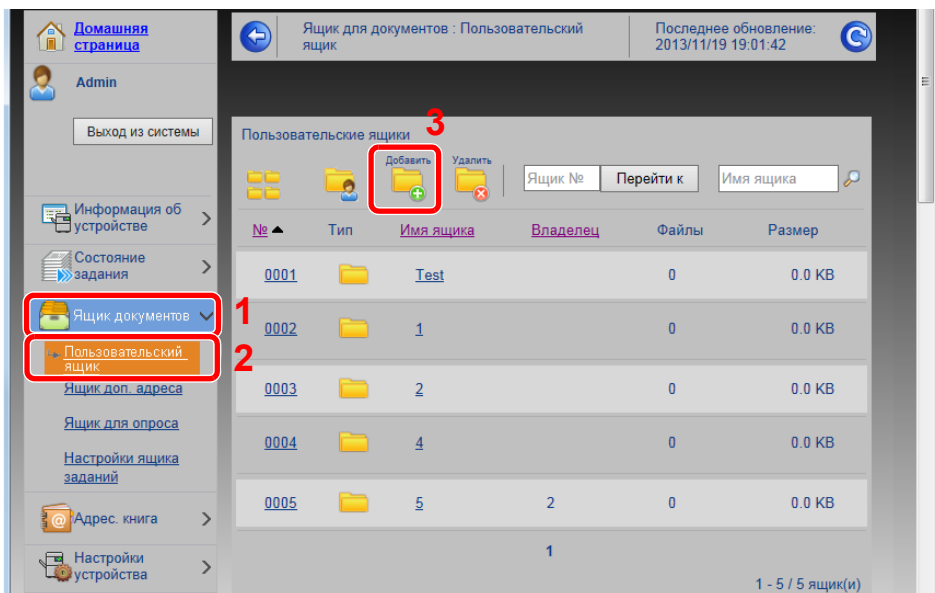 Домашняя
страница
Admin
Выход из системы
Информация об
устройстве
Состояние
задания
Ящик документов
1
Пользовательский
ящик
2
Ящик доп. адреса
Ящик для опроса
Настройки ящика
заданий
Адрес. книга
Настройки
устройства
Ящик для документов : Пользовательский
ящик
Последнее обновление:
2013/11/19 19:01:42
Пользовательские ящики
3
Добавить Удалить
Ящик № Перейти к Имя ящика
№ Тип Имя ящика Владелец Файлы Размер
0001 Test 0 0.0 KB
0002 1 0 0.0 KB
0003 2 0 0.0 KB
0004 4 0 0.0 KB
0005 5 2 0 0.0 KB
1
1 - 5 / 5 ящик(и)